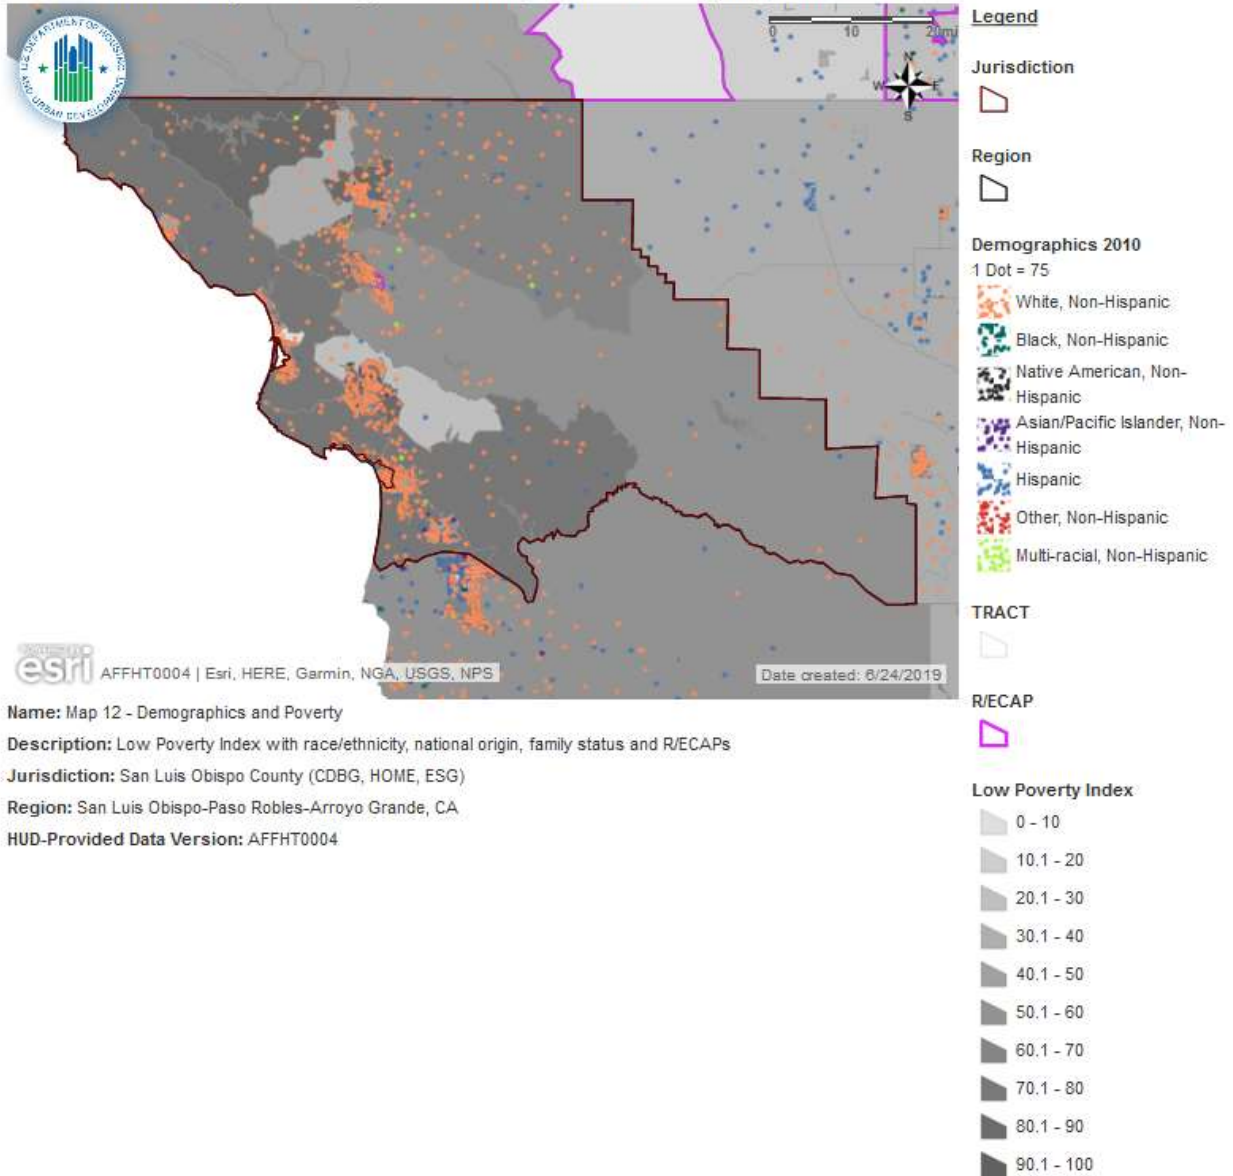 U.S. DEPARTMENT OF HOUSING
AND URBAN DEVELOPMENT
0 10 20mi
N
W E
S
esri
AFFHT0004 | Esri, HERE, Garmin, NGA, USGS, NPS
Date created: 6/24/2019
Name: Map 12 - Demographics and Poverty
Description: Low Poverty Index with race/ethnicity, national origin, family status and R/ECAPs
Jurisdiction: San Luis Obispo County (CDBG, HOME, ESG)
Region: San Luis Obispo-Paso Robles-Arroyo Grande, CA
HUD-Provided Data Version: AFFHT0004
Legend
Jurisdiction
Region
Demographics 2010
1 Dot = 75
White, Non-Hispanic
Black, Non-Hispanic
Native American, Non-
Hispanic
Asian/Pacific Islander, Non-
Hispanic
Hispanic
Other, Non-Hispanic
Multi-racial, Non-Hispanic
TRACT
R/ECAP
Low Poverty Index
0 - 10
10.1 - 20
20.1 - 30
30.1 - 40
40.1 - 50
50.1 - 60
60.1 - 70
70.1 - 80
80.1 - 90
90.1 - 100